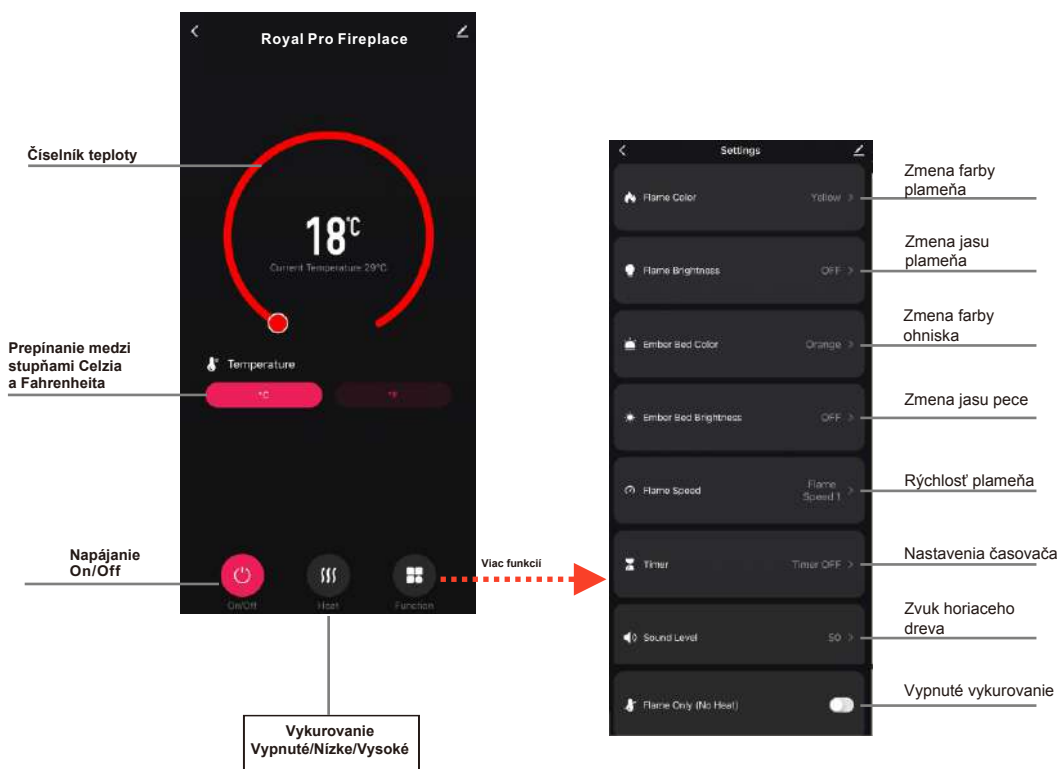 Royal Pro Fireplace
Číselník teploty
18°C
Current Temperature 29°C
Prepínanie medzi
stupňami Celzia
a Fahrenheita
Temperature
°C
°F
Napájanie
On/Off
On/Off
Heat
Function
Viac funkcií
Vykurovanie
Vypnuté/Nízke/Vysoké
Settings
Flame Color
Yellow
Zmena farby
plameňa
Flame Brightness
OFF
Zmena jasu
plameňa
Ember Bed Color
Orange
Zmena farby
ohniska
Ember Bed Brightness
OFF
Zmena jasu pece
Flame Speed
Flame
Speed 1
Rýchlosť plameňa
Timer
Timer OFF
Nastavenia časovača
Sound Level
S0
Zvuk horiaceho
dreva
Flame Only (No Heat)
Vypnuté vykurovanie